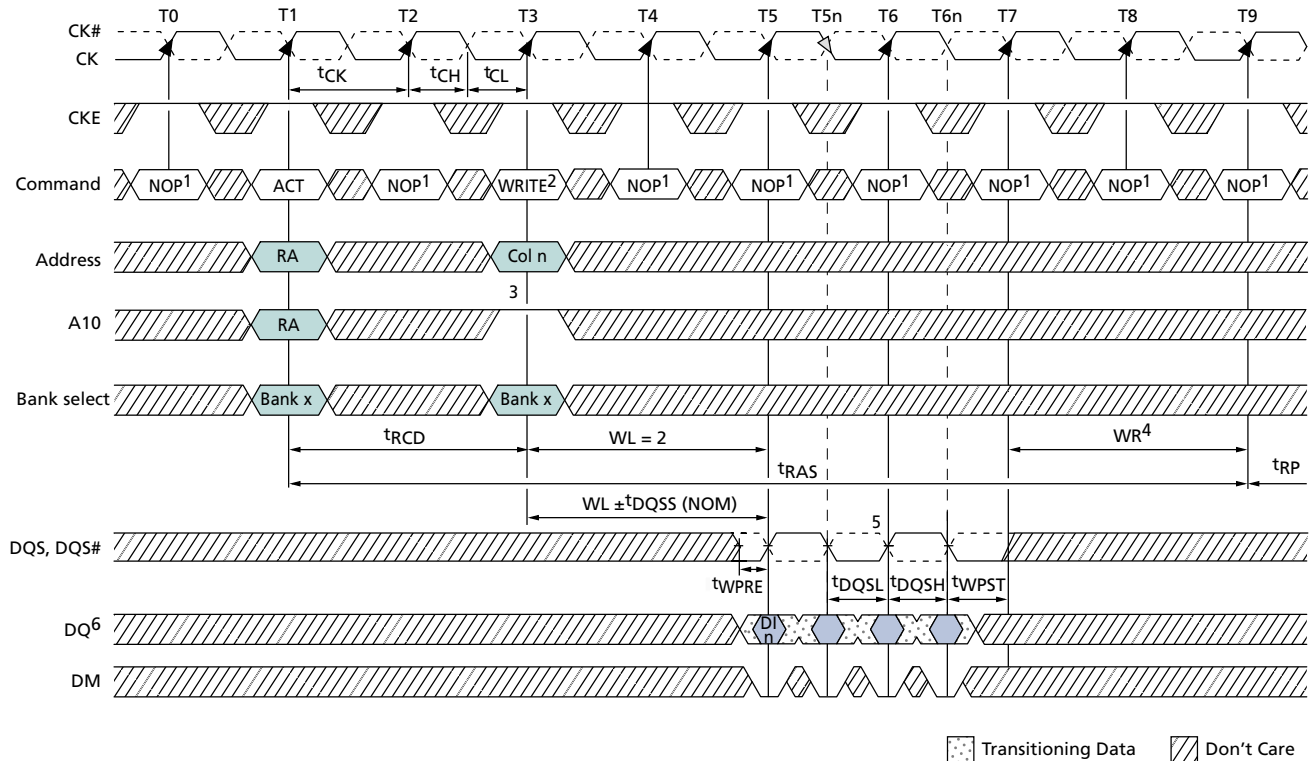 T0 T1 T2 T3 T4 T5 T5n T6 T6n T7 T8 T9
CK#
CK
tCK tCH tCL
CKE
Command NOP1 ACT NOP1 WRITE2 NOP1 NOP1 NOP1 NOP1 NOP1 NOP1
Address RA Col n
3
A10 RA
Bank select Bank x Bank x
tRCD WL = 2 WR4
tRAS tRP
WL ±tDQSS (NOM)
5
DQS, DQS#
tWPRE tDQSL tDQSH tWPST
DQ6 DI n
DM
Transitioning Data Don't Care